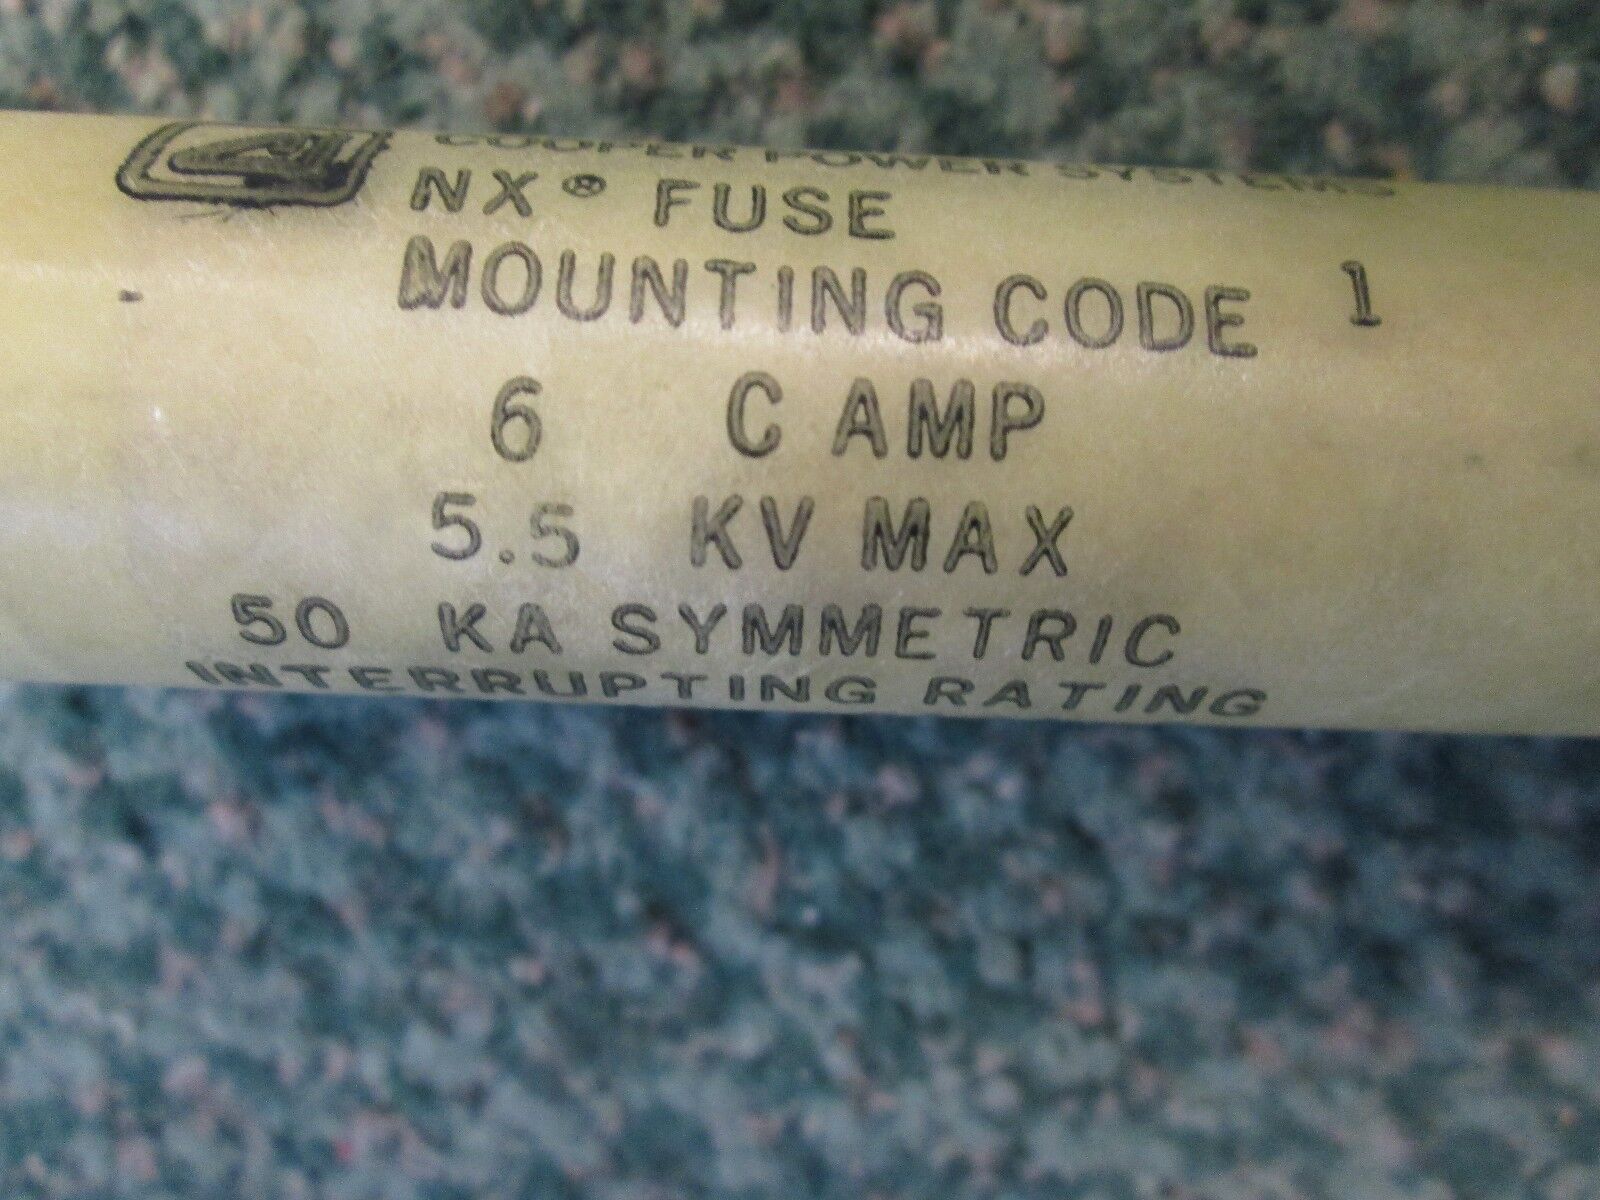 COOPER POWER SYSTEMS
NX® FUSE
MOUNTING CODE 1
6 C AMP
5.5 KV MAX
50 KA SYMMETRIC
INTERRUPTING RATING